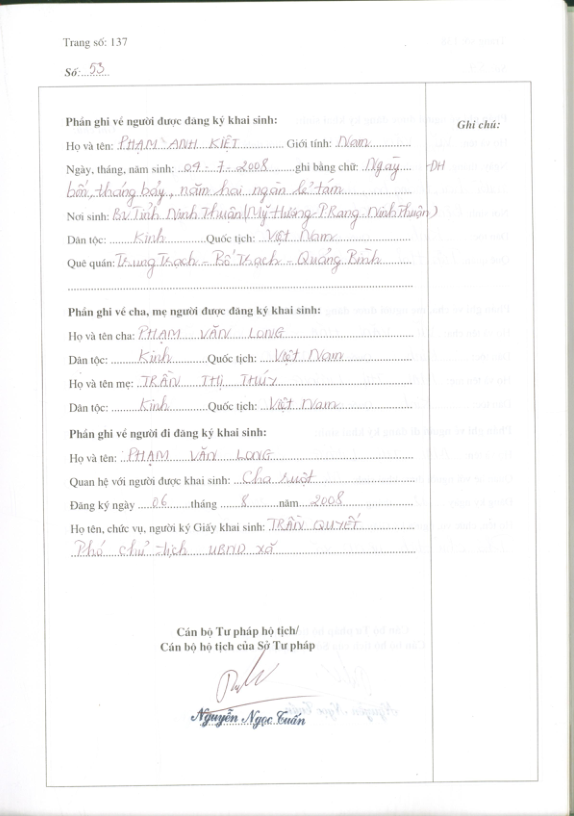 Trang số: 137
Số: 53
Phần ghi về người được đăng ký khai sinh:
Ghi chú:
Họ và tên: PHẠM ANH KIỆT Giới tính: Nam
Ngày, tháng, năm sinh: 04-7-2008 ghi bằng chữ: Ngày
ĐH
bốn, tháng bảy, năm hai ngàn lẻ tám
Nơi sinh: BV Tỉnh Ninh Thuận (Mỹ Hương-P.Rang Ninh Thuận)
Dân tộc: Kinh Quốc tịch: Việt Nam
Quê quán: Trung Trạch - Bố Trạch - Quảng Bình
Phần ghi về cha, mẹ người được đăng ký khai sinh:
Họ và tên cha: PHẠM VĂN LONG
Dân tộc: Kinh Quốc tịch: Việt Nam
Họ và tên mẹ: TRẦN THỊ THÚY
Dân tộc: Kinh Quốc tịch: Việt Nam
Phần ghi về người đi đăng ký khai sinh:
Họ và tên: PHẠM VĂN LONG
Quan hệ với người được khai sinh: Cha ruột
Đăng ký ngày 06 tháng 8 năm 2008
Họ tên, chức vụ, người ký Giấy khai sinh: TRẦN QUYẾT
Phó chủ tịch UBND xã
Cán bộ Tư pháp hộ tịch/
Cán bộ hộ tịch của Sở Tư pháp
Nguyễn Ngọc Tuấn